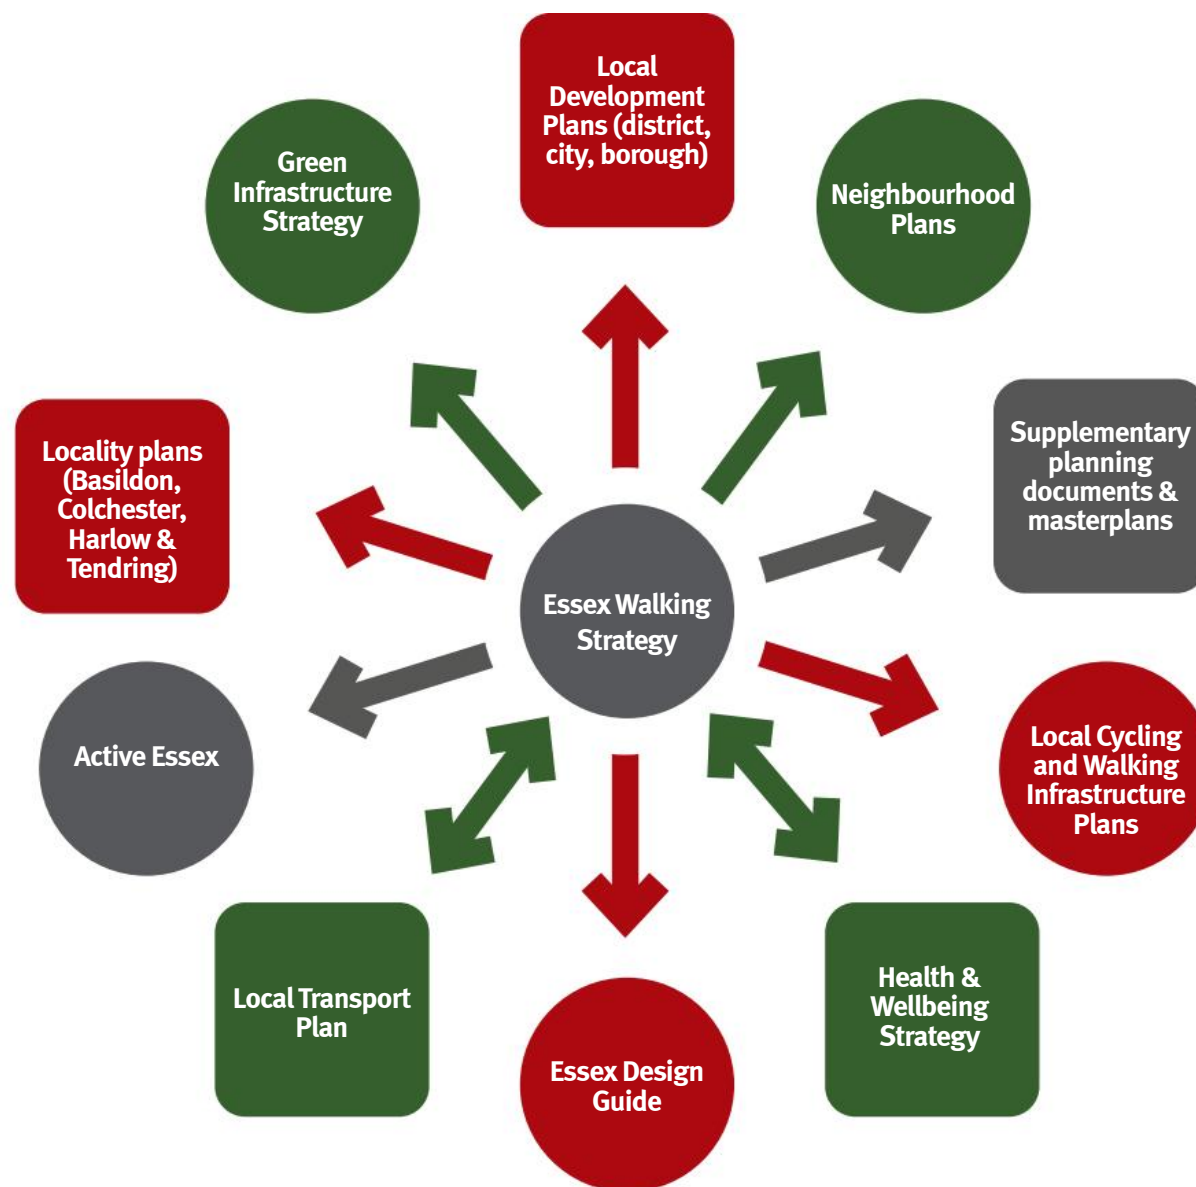 Local
Development
Plans (district,
city, borough)
Green
Infrastructure
Strategy
Neighbourhood
Plans
Locality plans
(Basildon,
Colchester,
Harlow &
Tendring)
Supplementary
planning
documents &
masterplans
Essex Walking
Strategy
Active Essex
Local Cycling
and Walking
Infrastructure
Plans
Local Transport
Plan
Health &
Wellbeing
Strategy
Essex Design
Guide